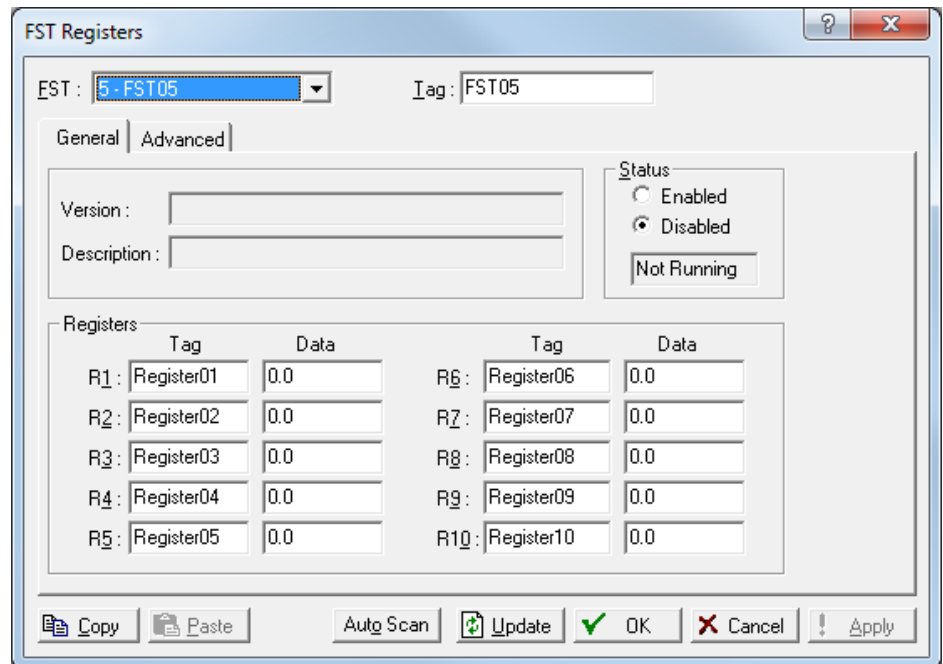 FST Registers
FST : 5 - FST05 Tag : FST05
General Advanced
Status
Version : Enabled
Disabled
Description :
Not Running
Registers
Tag Data Tag Data
R1 : Register01 0.0 R6 : Register06 0.0
R2 : Register02 0.0 R7 : Register07 0.0
R3 : Register03 0.0 R8 : Register08 0.0
R4 : Register04 0.0 R9 : Register09 0.0
R5 : Register05 0.0 R10 : Register10 0.0
Copy Paste Auto Scan Update OK Cancel Apply